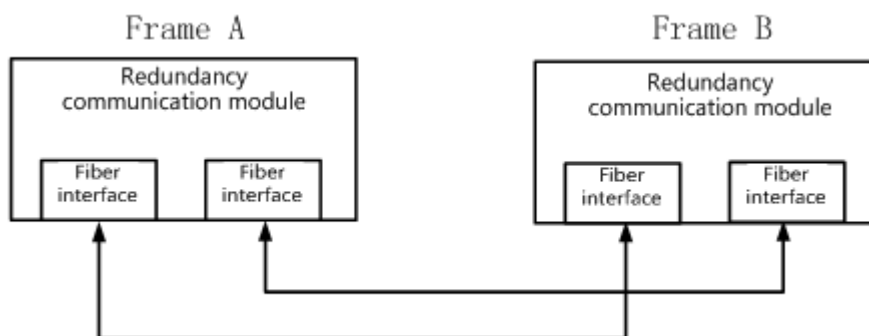 Frame A
Frame B
Redundancy
communication module
Fiber
interface
Fiber
interface
Redundancy
communication module
Fiber
interface
Fiber
interface